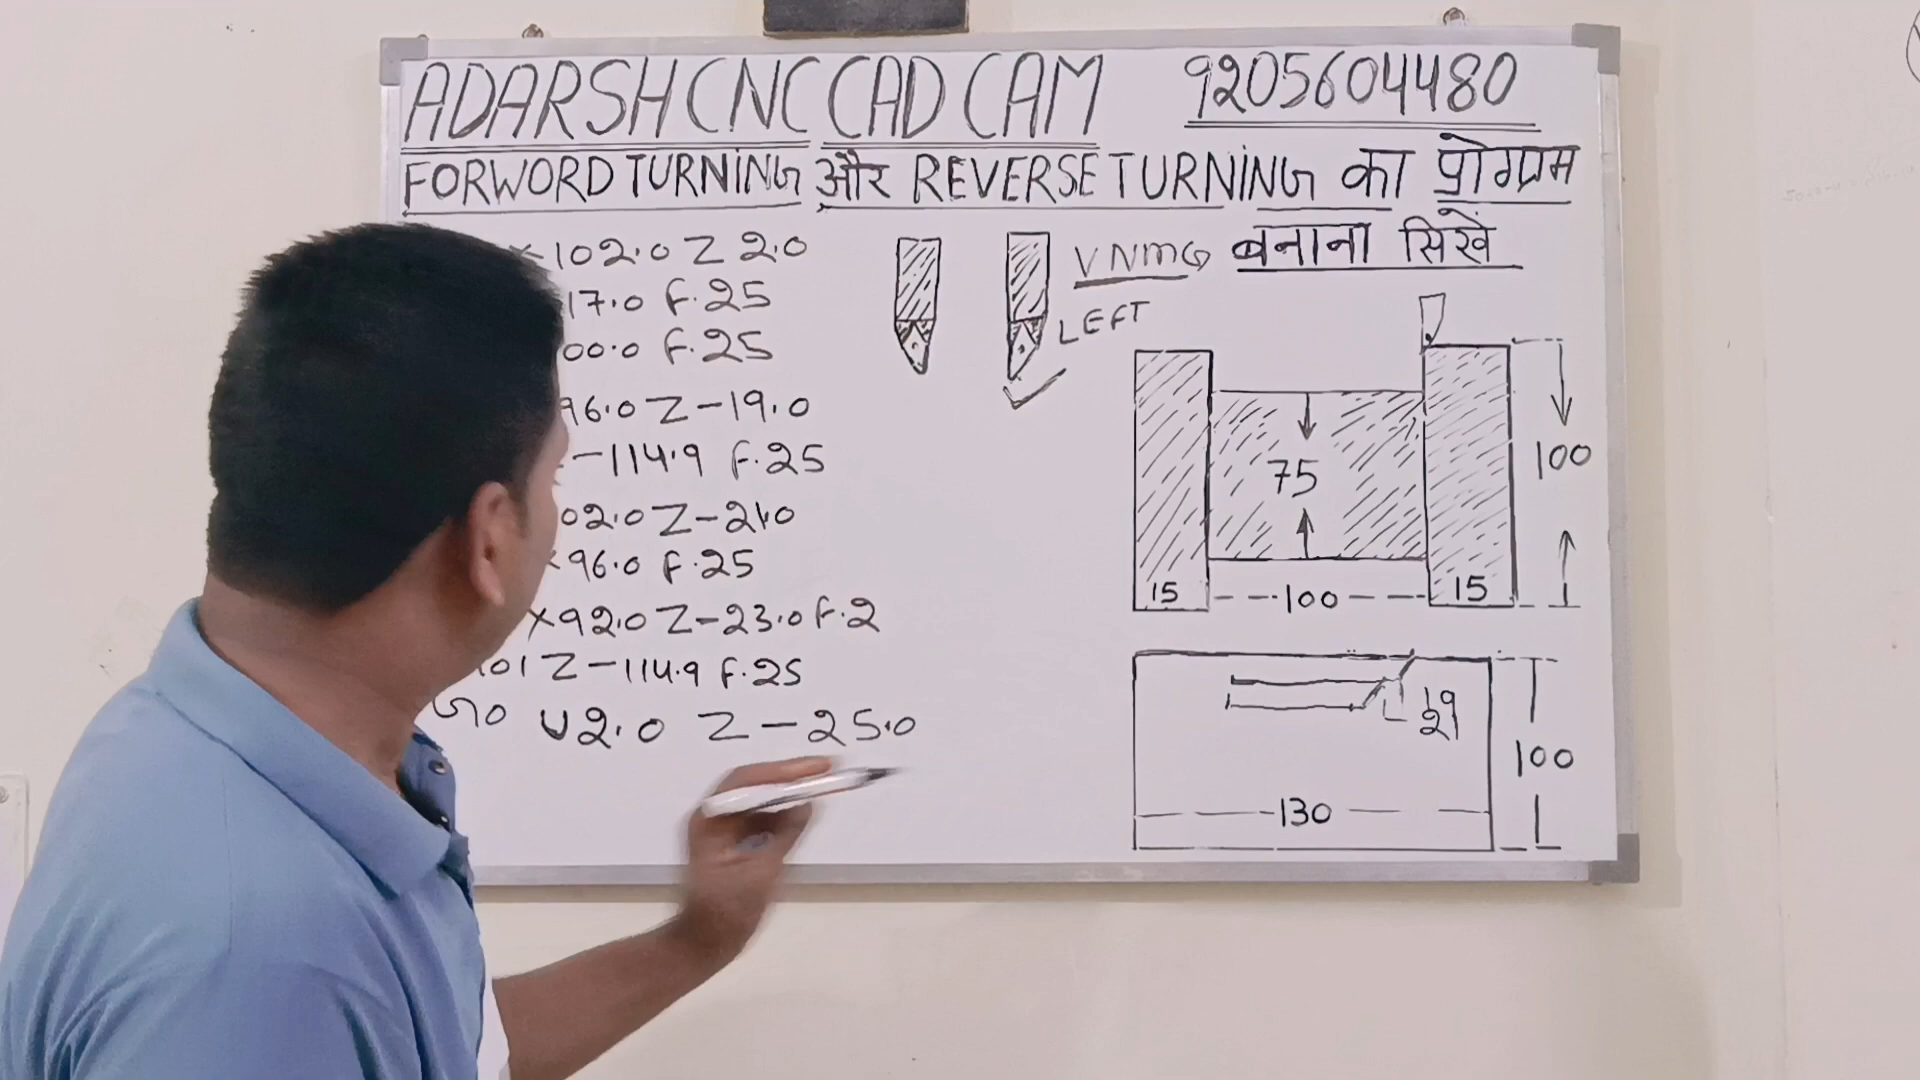 ADARSH CNC CAD CAM 9205604480
FORWORD TURNING और REVERSE TURNING का प्रोग्राम
बनाना सिखें
X102.0 Z2.0
17.0 F.25
00.0 F.25
96.0 Z-19.0
-114.9 F.25
02.0 Z-21.0
X96.0 F.25
X92.0 Z-23.0 F.2
01 Z-114.9 F.25
G0 U2.0 Z-25.0
VNMG
LEFT
75
100
15 100 15
19
21
100
130